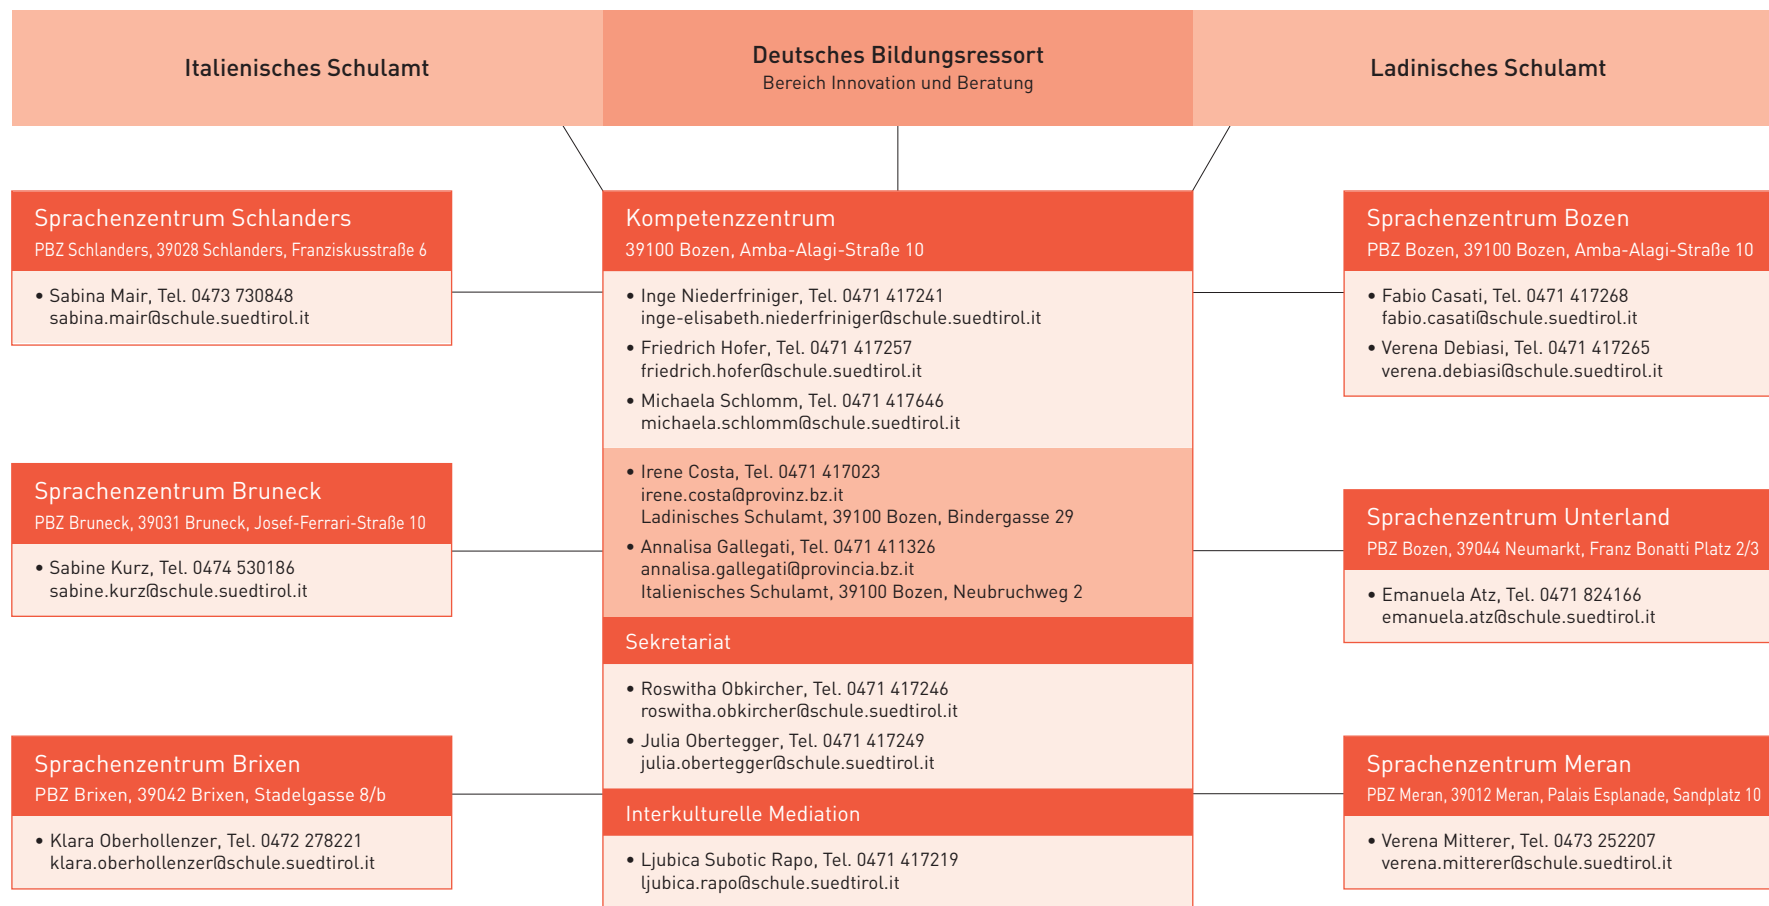 Italienisches Schulamt
Deutsches Bildungsressort
Bereich Innovation und Beratung
Ladinisches Schulamt
Sprachenzentrum Schlanders
PBZ Schlanders, 39028 Schlanders, Franziskusstraße 6
• Sabina Mair, Tel. 0473 730848
sabina.mair@schule.suedtirol.it
Sprachenzentrum Bruneck
PBZ Bruneck, 39031 Bruneck, Josef-Ferrari-Straße 10
• Sabine Kurz, Tel. 0474 530186
sabine.kurz@schule.suedtirol.it
Sprachenzentrum Brixen
PBZ Brixen, 39042 Brixen, Stadelgasse 8/b
• Klara Oberhollenzer, Tel. 0472 278221
klara.oberhollenzer@schule.suedtirol.it
Kompetenzzentrum
39100 Bozen, Amba-Alagi-Straße 10
• Inge Niederfriniger, Tel. 0471 417241
inge-elisabeth.niederfriniger@schule.suedtirol.it
• Friedrich Hofer, Tel. 0471 417257
friedrich.hofer@schule.suedtirol.it
• Michaela Schlomm, Tel. 0471 417646
michaela.schlomm@schule.suedtirol.it
• Irene Costa, Tel. 0471 417023
irene.costa@provinz.bz.it
Ladinisches Schulamt, 39100 Bozen, Bindergasse 29
• Annalisa Gallegati, Tel. 0471 411326
annalisa.gallegati@provincia.bz.it
Italienisches Schulamt, 39100 Bozen, Neubruchweg 2
Sekretariat
• Roswitha Obkircher, Tel. 0471 417246
roswitha.obkircher@schule.suedtirol.it
• Julia Obertegger, Tel. 0471 417249
julia.obertegger@schule.suedtirol.it
Interkulturelle Mediation
• Ljubica Subotic Rapo, Tel. 0471 417219
ljubica.rapo@schule.suedtirol.it
Sprachenzentrum Bozen
PBZ Bozen, 39100 Bozen, Amba-Alagi-Straße 10
• Fabio Casati, Tel. 0471 417268
fabio.casati@schule.suedtirol.it
• Verena Debiasi, Tel. 0471 417265
verena.debiasi@schule.suedtirol.it
Sprachenzentrum Unterland
PBZ Bozen, 39044 Neumarkt, Franz Bonatti Platz 2/3
• Emanuela Atz, Tel. 0471 824166
emanuela.atz@schule.suedtirol.it
Sprachenzentrum Meran
PBZ Meran, 39012 Meran, Palais Esplanade, Sandplatz 10
• Verena Mitterer, Tel. 0473 252207
verena.mitterer@schule.suedtirol.it